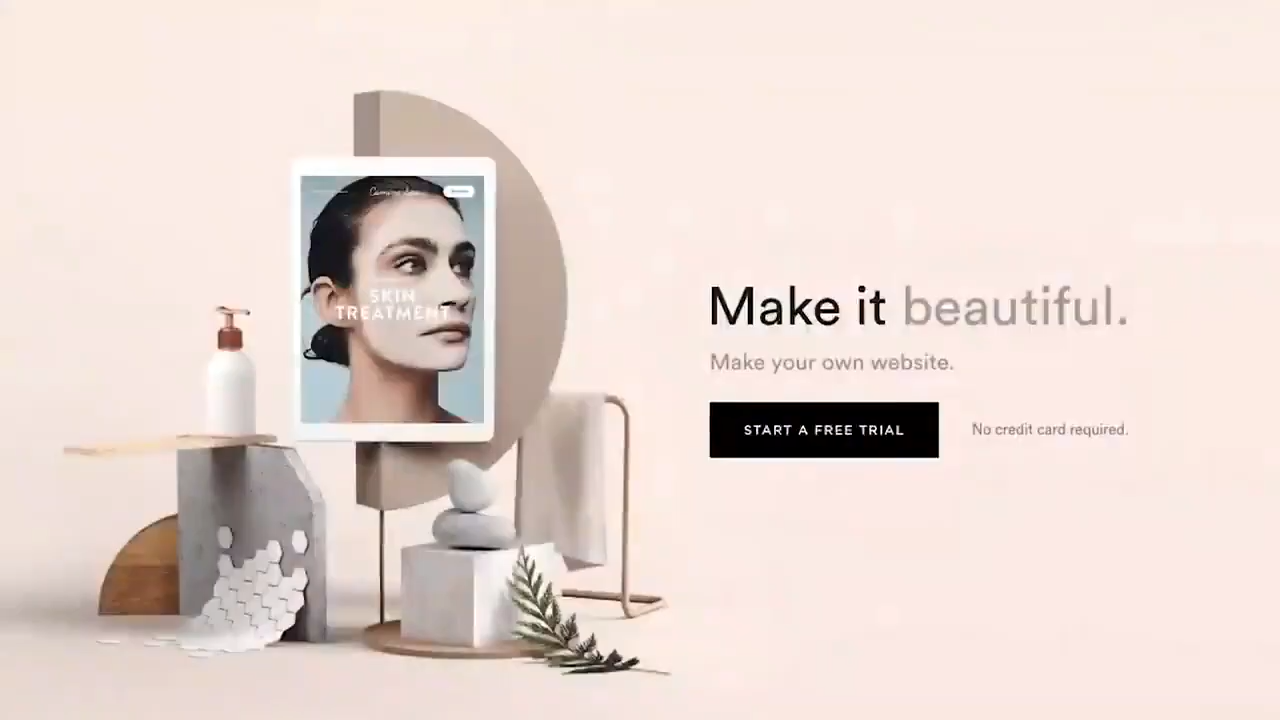 SKIN
TREATMENT
Make it beautiful.
Make your own website.
START A FREE TRIAL
No credit card required.